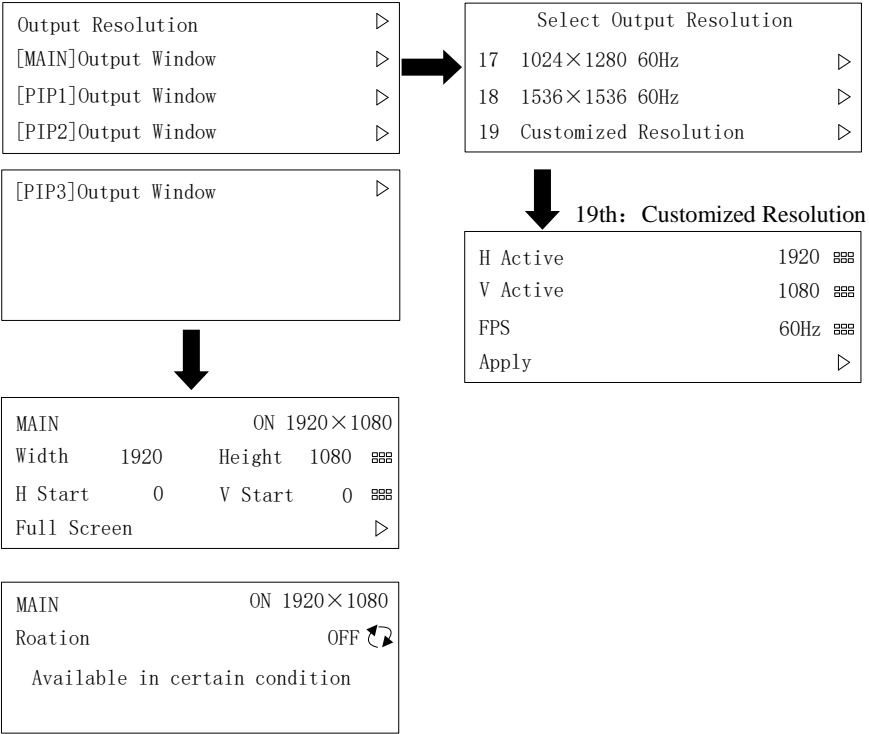 Output Resolution
[MAIN]Output Window
[PIP1]Output Window
[PIP2]Output Window
Select Output Resolution
17 1024×1280 60Hz
18 1536×1536 60Hz
19 Customized Resolution
[PIP3]Output Window
19th: Customized Resolution
H Active 1920
V Active 1080
FPS 60Hz
Apply
MAIN ON 1920×1080
Width 1920 Height 1080
H Start 0 V Start 0
Full Screen
MAIN ON 1920×1080
Roation OFF
Available in certain condition